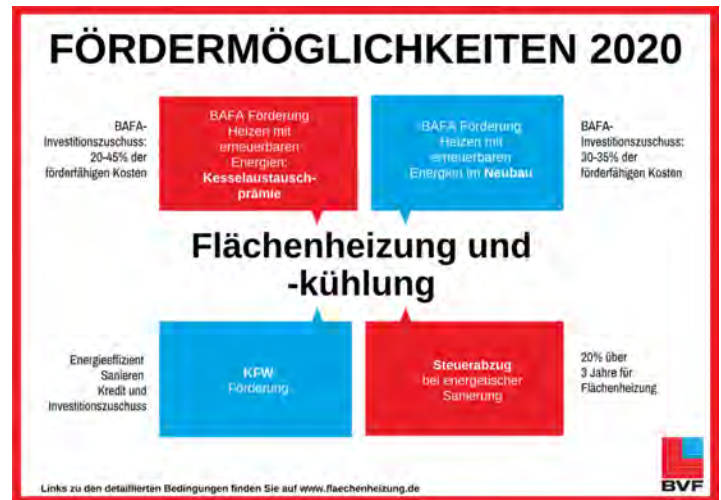 FÖRDERMÖGLICHKEITEN 2020
BAFA-
Investitionszuschuss:
20-45% der
förderfähigen Kosten
BAFA Förderung
Heizen mit
erneuerbaren
Energien:
Kesselaustausch-
prämie
BAFA Förderung
Heizen mit
erneuerbaren
Energien im Neubau
BAFA-
Investitionszuschuss:
30-35% der
förderfähigen Kosten
Flächenheizung und
-kühlung
Energieeffizient
Sanieren
Kredit und
Investitionszuschuss
KFW
Förderung
Steuerabzug
bei energetischer
Sanierung
20% über
3 Jahre für
Flächenheizung
Links zu den detaillierten Bedingungen finden Sie auf www.flaechenheizung.de
BVF